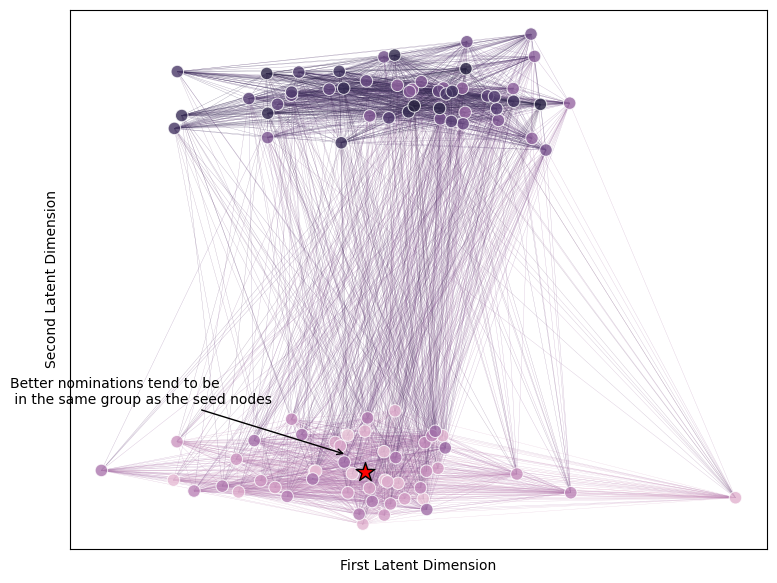 Second Latent Dimension
Better nominations tend to be
in the same group as the seed nodes
First Latent Dimension